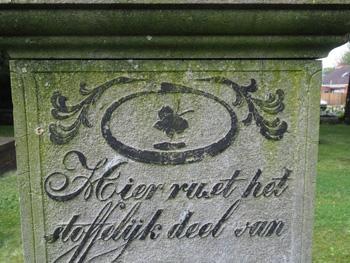 Hier rust het
stoffelijk deel van